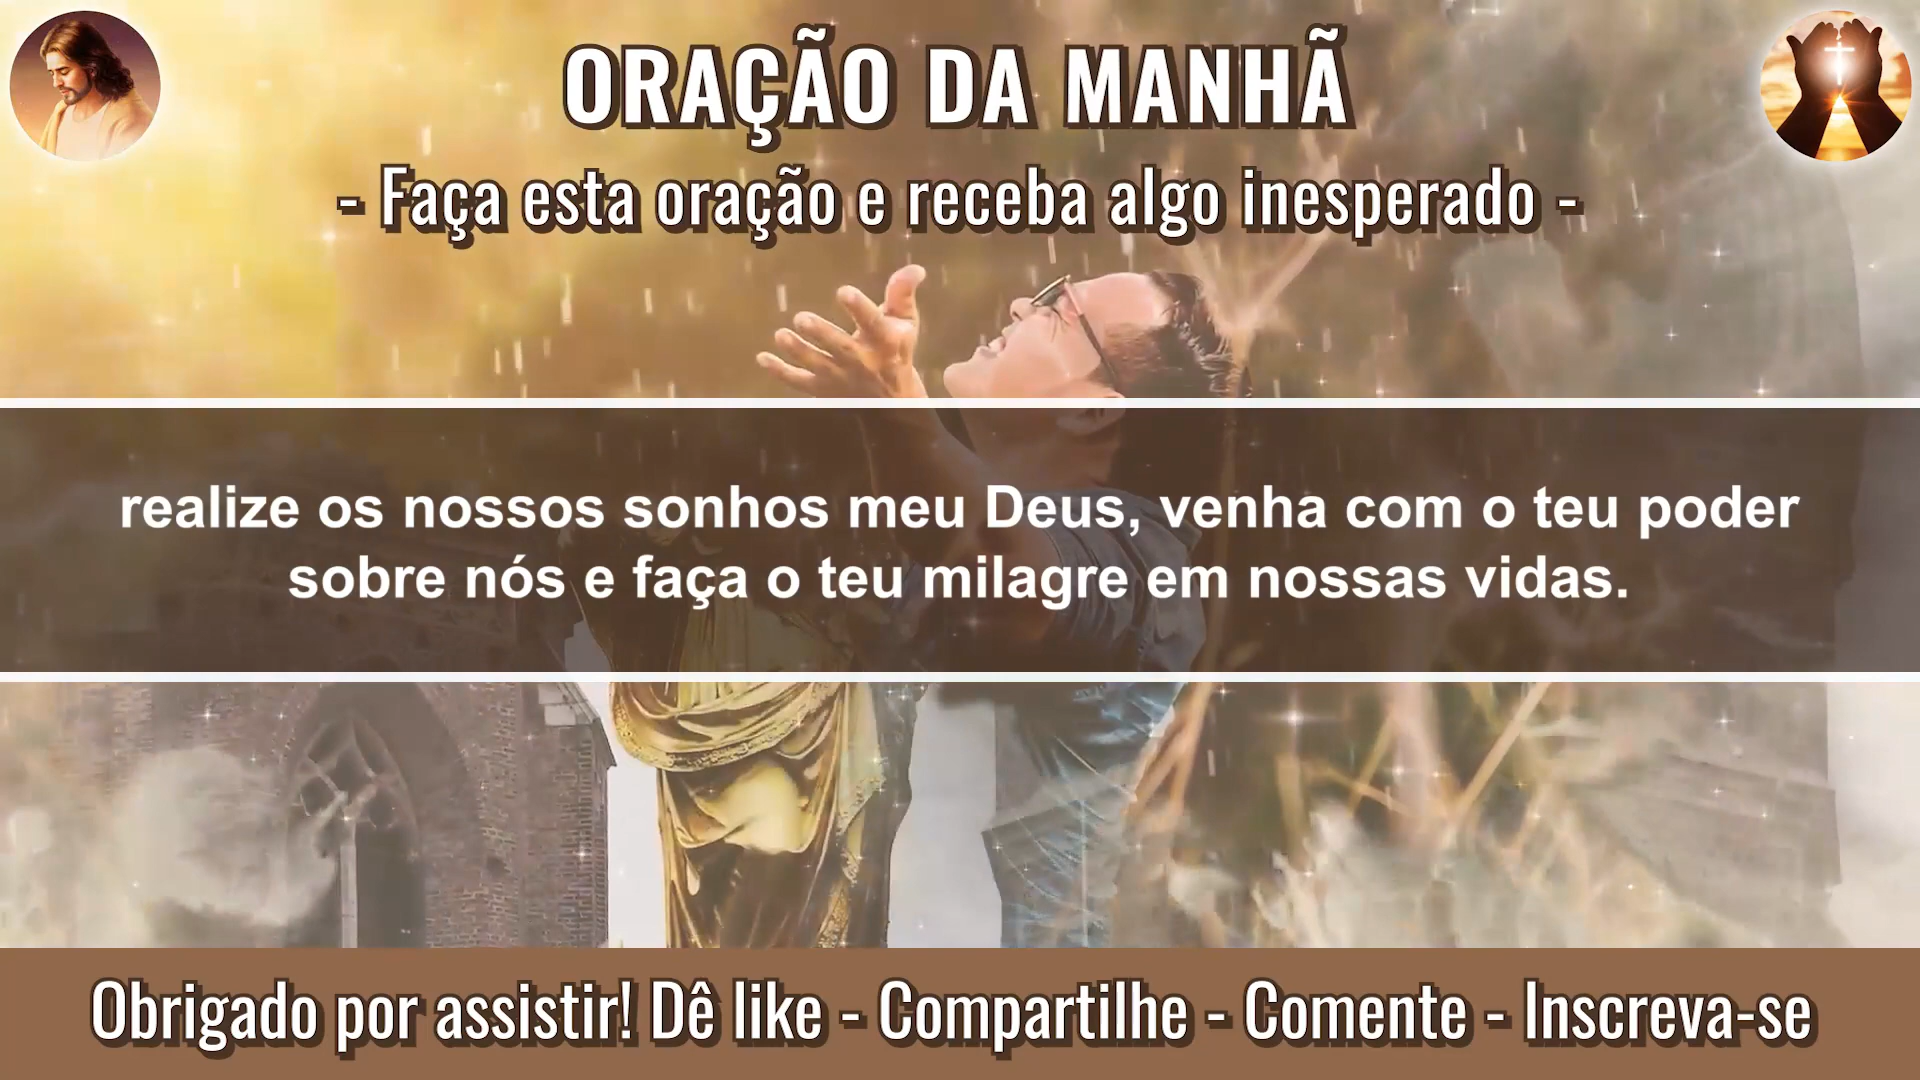 ORAÇÃO DA MANHÃ
- Faça esta oração e receba algo inesperado -
realize os nossos sonhos meu Deus, venha com o teu poder
sobre nós e faça o teu milagre em nossas vidas.
Obrigado por assistir! Dê like - Compartilhe - Comente - Inscreva-se